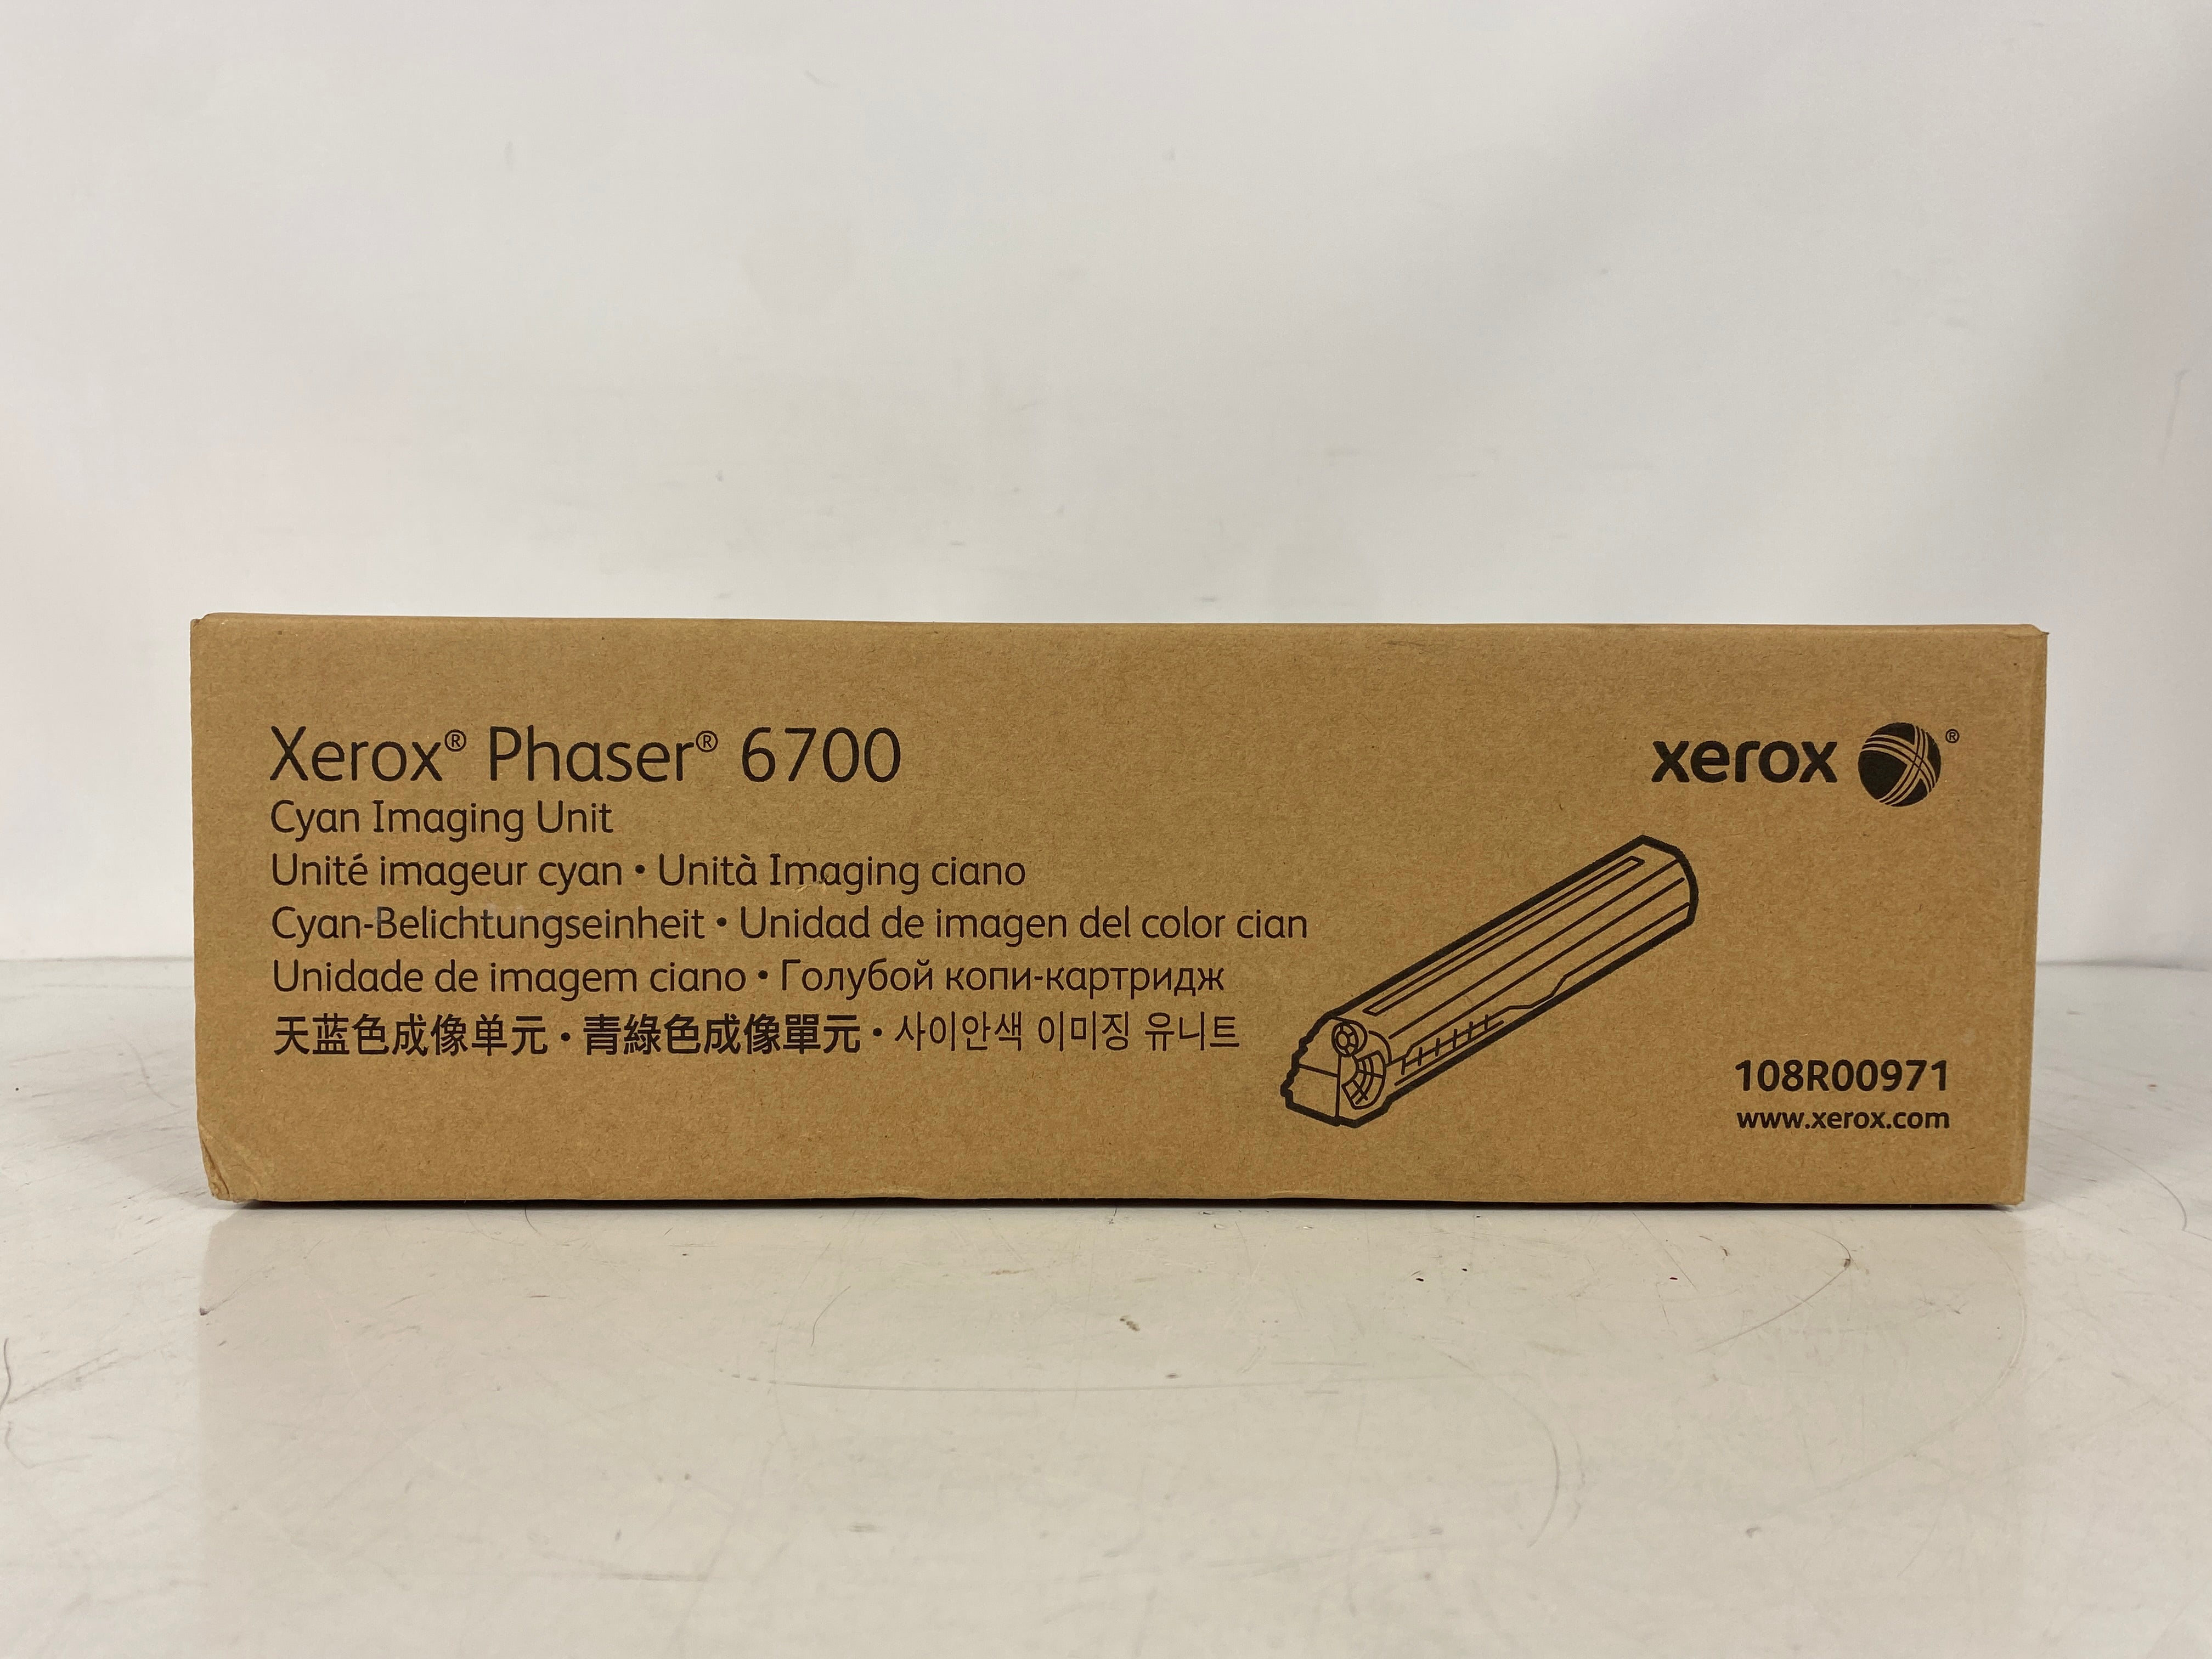 Xerox® Phaser® 6700
xerox ®
Cyan Imaging Unit
Unité imageur cyan • Unità Imaging ciano
Cyan-Belichtungseinheit • Unidad de imagen del color cian
Unidade de imagem ciano • Голубой копи-картридж
天蓝色成像单元 • 青綠色成像單元 • 사이안색 이미징 유니트
108R00971
www.xerox.com